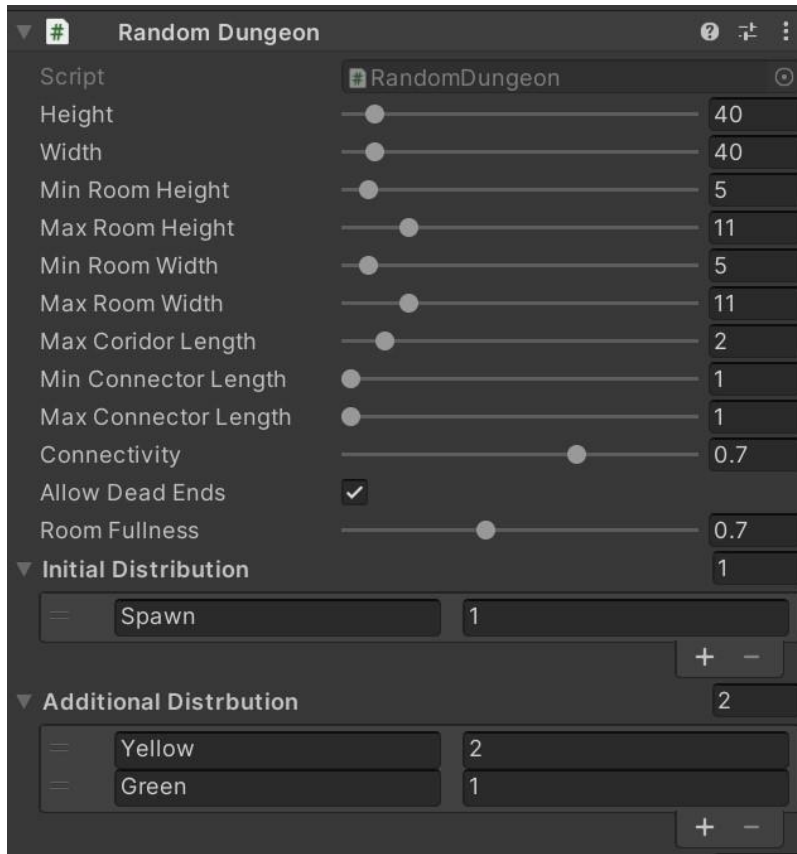 # Random Dungeon
Script # RandomDungeon
Height 40
Width 40
Min Room Height 5
Max Room Height 11
Min Room Width 5
Max Room Width 11
Max Coridor Length 2
Min Connector Length 1
Max Connector Length 1
Connectivity 0.7
Allow Dead Ends
Room Fullness 0.7
Initial Distribution 1
Spawn 1
+ −
Additional Distrbution 2
Yellow 2
Green 1
+ −